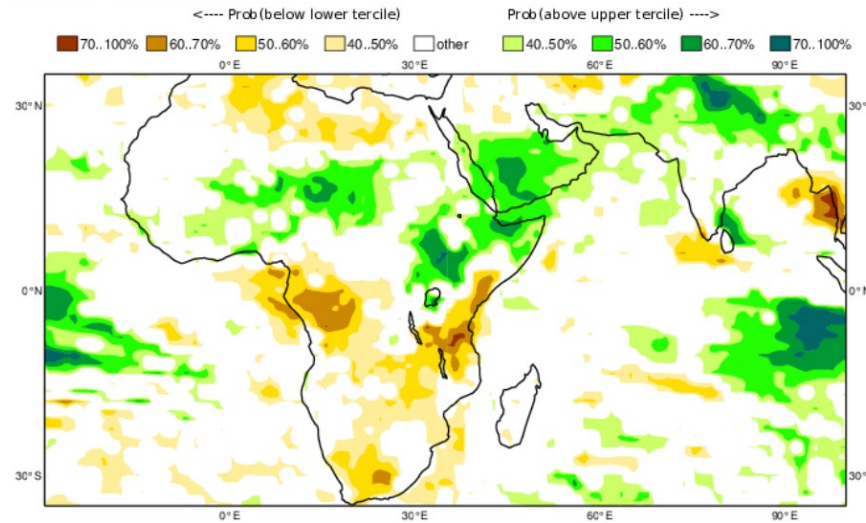 <---- Prob(below lower tercile) Prob(above upper tercile) ---->
70..100% 60..70% 50..60% 40..50% other 40..50% 50..60% 60..70% 70..100%
0°E 30°E 60°E 90°E
30°N 30°
0°N 0°N
30°S 30°
0°E 30°E 60°E 90°E